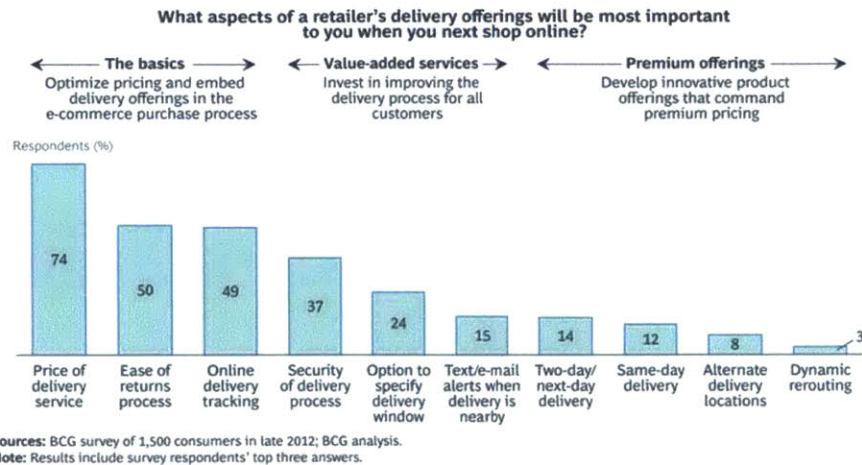 What aspects of a retailer's delivery offerings will be most important
to you when you next shop online?
The basics
Optimize pricing and embed
delivery offerings in the
e-commerce purchase process
Value-added services
Invest in improving the
delivery process for all
customers
Premium offerings
Develop innovative product
offerings that command
premium pricing
Respondents (%)
74
50
49
37
24
15
14
12
8
3
Price of
delivery
service
Ease of
returns
process
Online
delivery
tracking
Security
of delivery
process
Option to
specify
delivery
window
Text/e-mail
alerts when
delivery is
nearby
Two-day/
next-day
delivery
Same-day
delivery
Alternate
delivery
locations
Dynamic
rerouting
ources: BCG survey of 1,500 consumers in late 2012; BCG analysis.
ote: Results include survey respondents' top three answers.